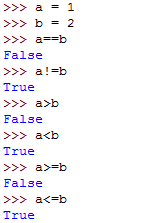 >>> a = 1
>>> b = 2
>>> a==b
False
>>> a!=b
True
>>> a>b
False
>>> a<b
True
>>> a>=b
False
>>> a<=b
True